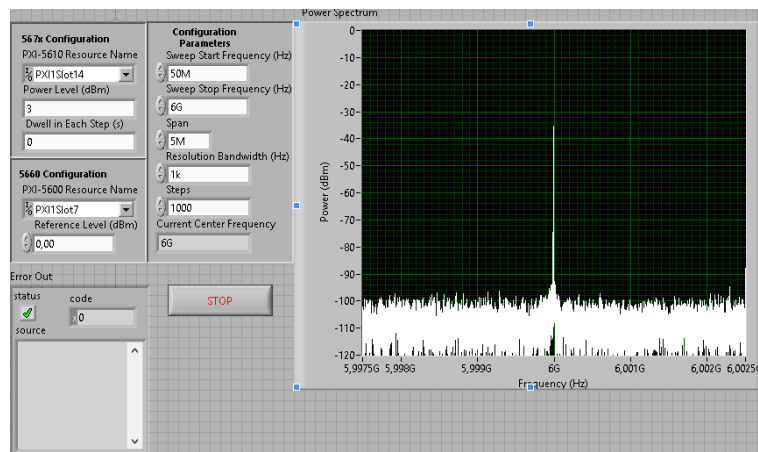 567x Configuration
PXI-5610 Resource Name
PXI1Slot14
Power Level (dBm)
3
Dwell in Each Step (s)
0
5660 Configuration
PXI-5600 Resource Name
PXI1Slot7
Reference Level (dBm)
0,00
Configuration
Parameters
Sweep Start Frequency (Hz)
50M
Sweep Stop Frequency (Hz)
6G
Span
5M
Resolution Bandwidth (Hz)
1k
Steps
1000
Current Center Frequency
6G
Error Out
status
code
0
source
STOP
Power Spectrum
Power (dBm)
0
-10
-20
-30
-40
-50
-60
-70
-80
-90
-100
-110
-120
5,9975G 5,998G 5,999G 6G 6,001G 6,002G 6,0025G
Frequency (Hz)